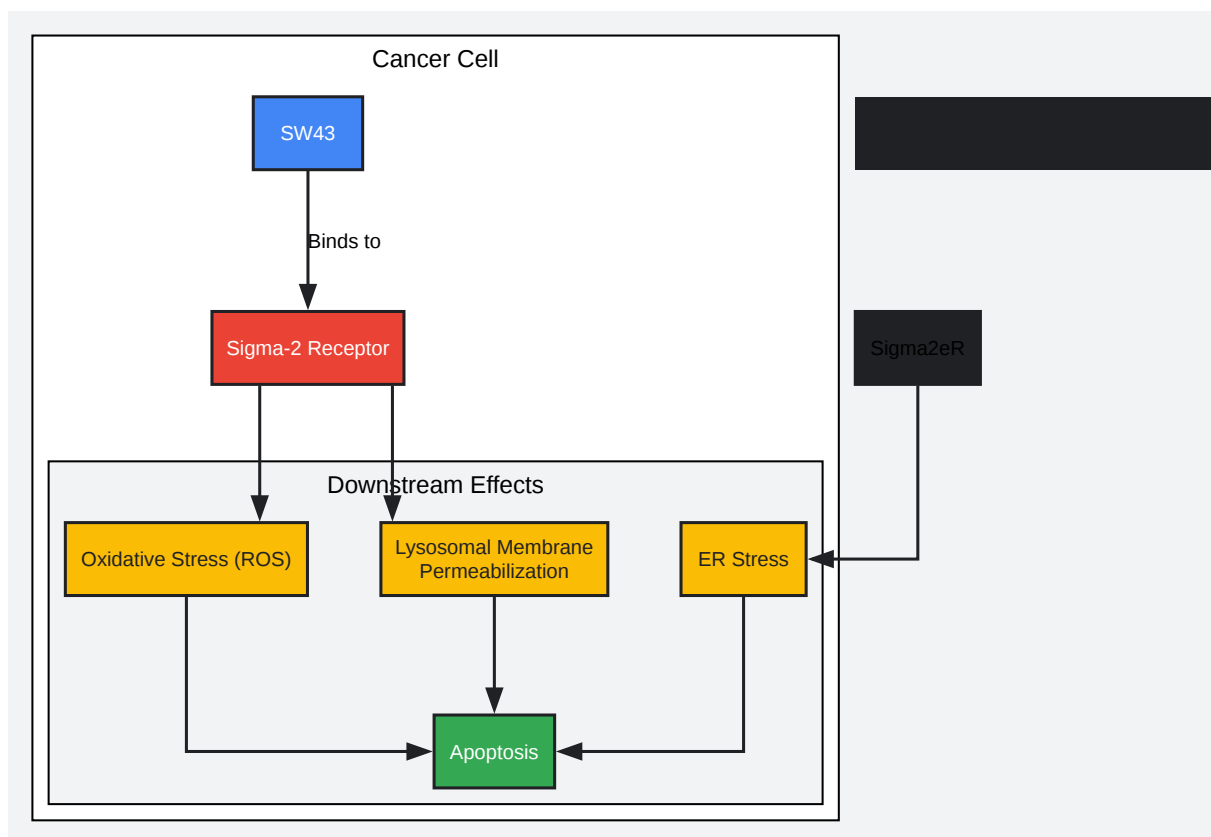 Cancer Cell
SW43
Binds to
Sigma-2 Receptor
Sigma2eR
Downstream Effects
Oxidative Stress (ROS)
Lysosomal Membrane
Permeabilization
ER Stress
Apoptosis